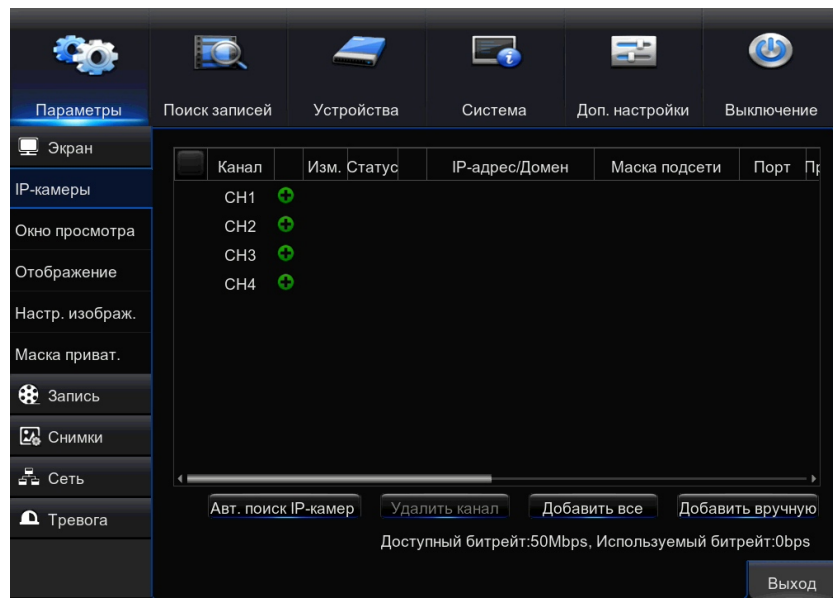 Параметры Поиск записей Устройства Система Доп. настройки Выключение
Экран
IP-камеры
Окно просмотра
Отображение
Настр. изображ.
Маска приват.
Запись
Снимки
Сеть
Тревога
Канал Изм. Статус IP-адрес/Домен Маска подсети Порт
CH1
CH2
CH3
CH4
Авт. поиск IP-камер Удалить канал Добавить все Добавить вручную
Доступный битрейт:50Mbps, Используемый битрейт:0bps
Выход